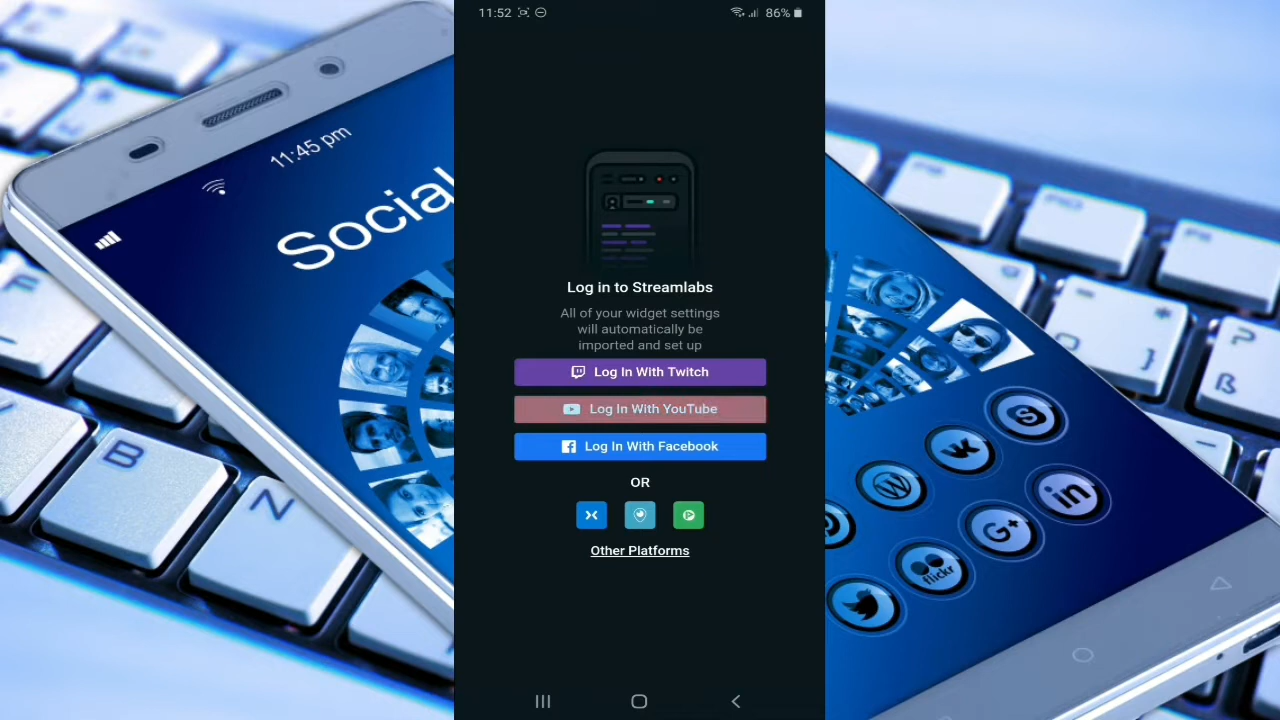 11:52
86%
11:45 pm
Social
Log in to Streamlabs
All of your widget settings
will automatically be
imported and set up
Log In With Twitch
Log In With YouTube
Log In With Facebook
OR
Other Platforms
B
N
flickr
G+
in